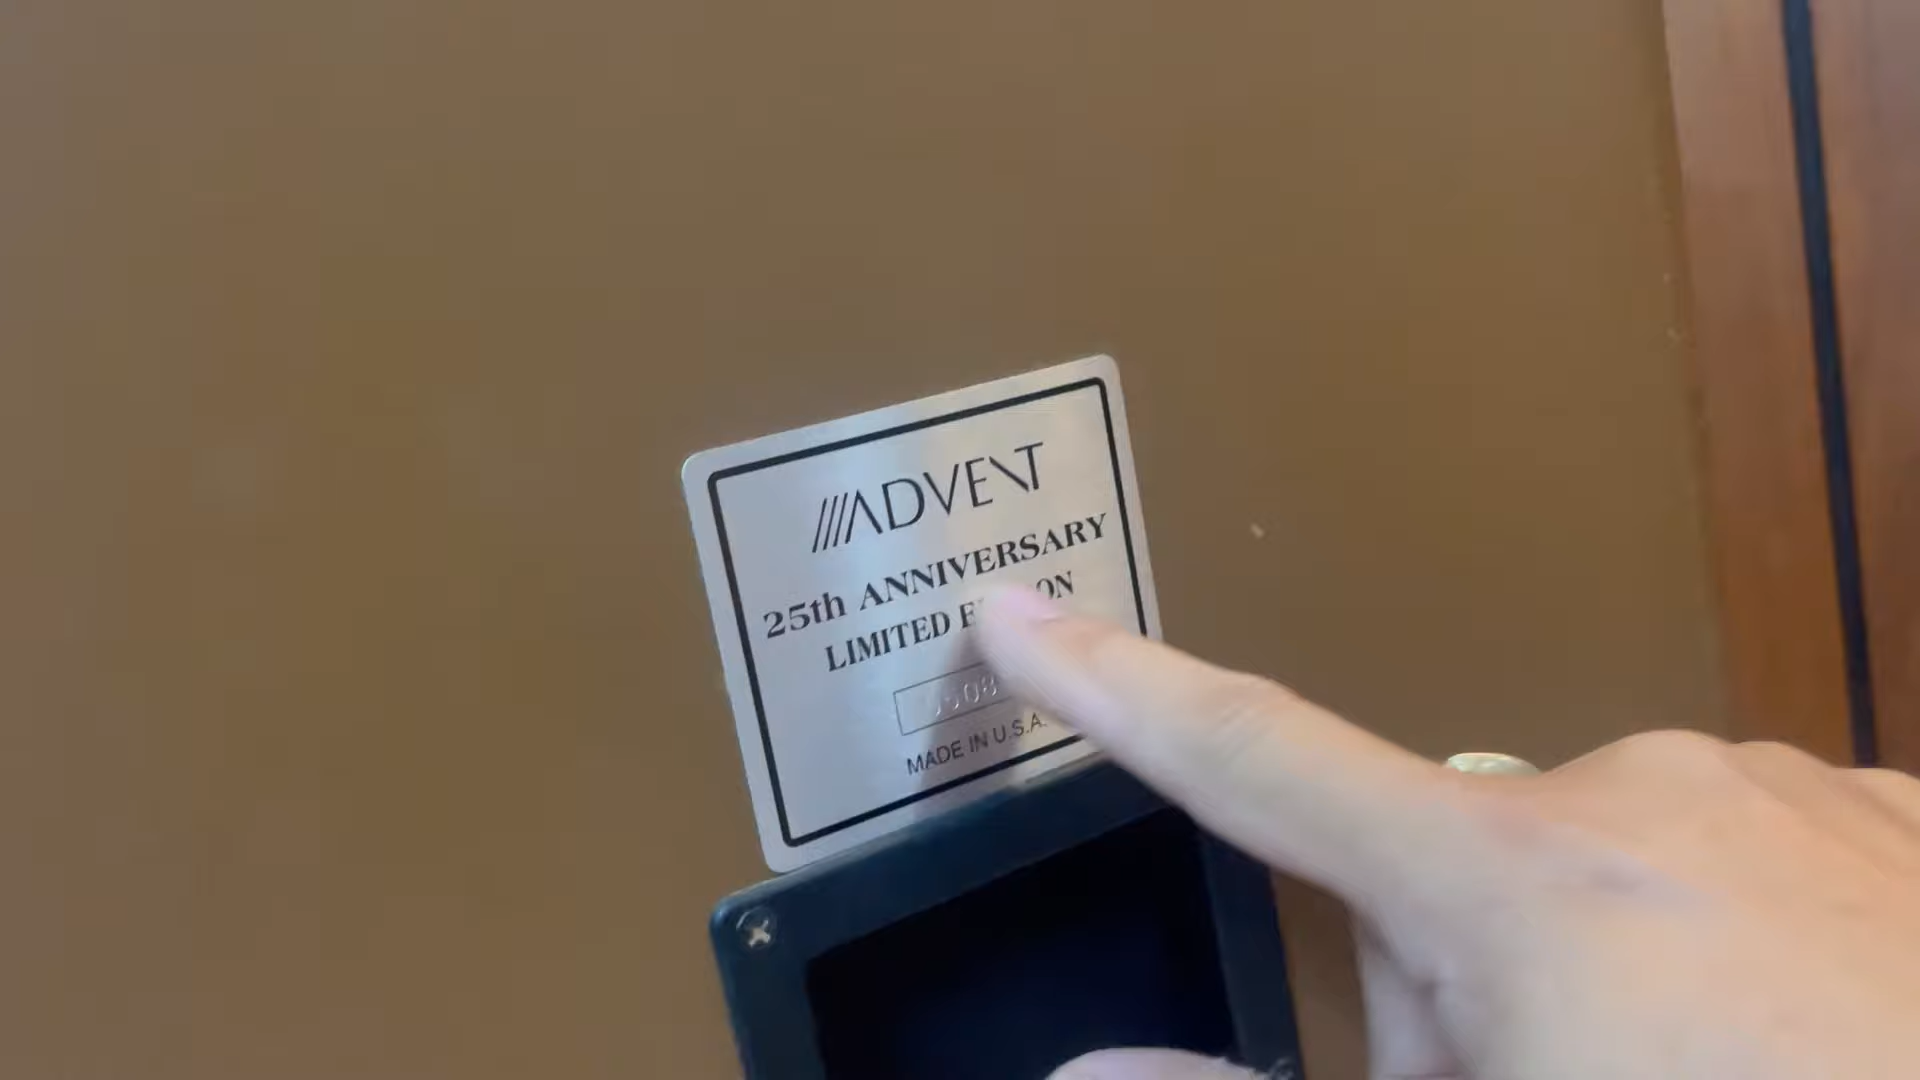 ADVENT
25th ANNIVERSARY
LIMITED
MADE IN U.S.A.